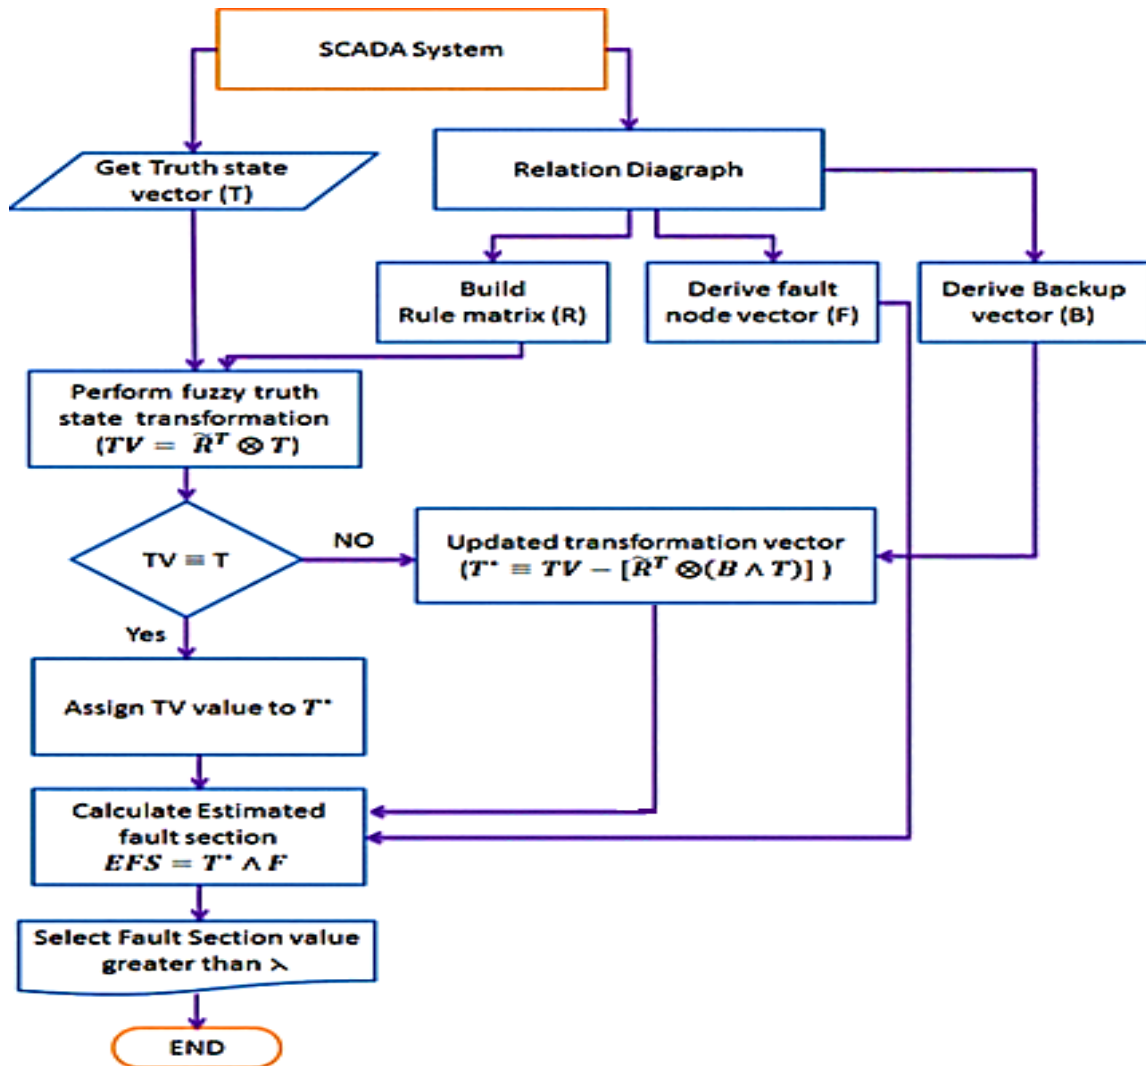 SCADA System
Get Truth state
vector (T)
Relation Diagraph
Build
Rule matrix (R)
Derive fault
node vector (F)
Derive Backup
vector (B)
Perform fuzzy truth
state transformation
(TV = R̃ᵀ ⊗ T)
TV = T
NO
Updated transformation vector
(T* = TV − [R̃ᵀ ⊗(B ∧ T)] )
Yes
Assign TV value to T*
Calculate Estimated
fault section
EFS = T* ∧ F
Select Fault Section value
greater than λ
END